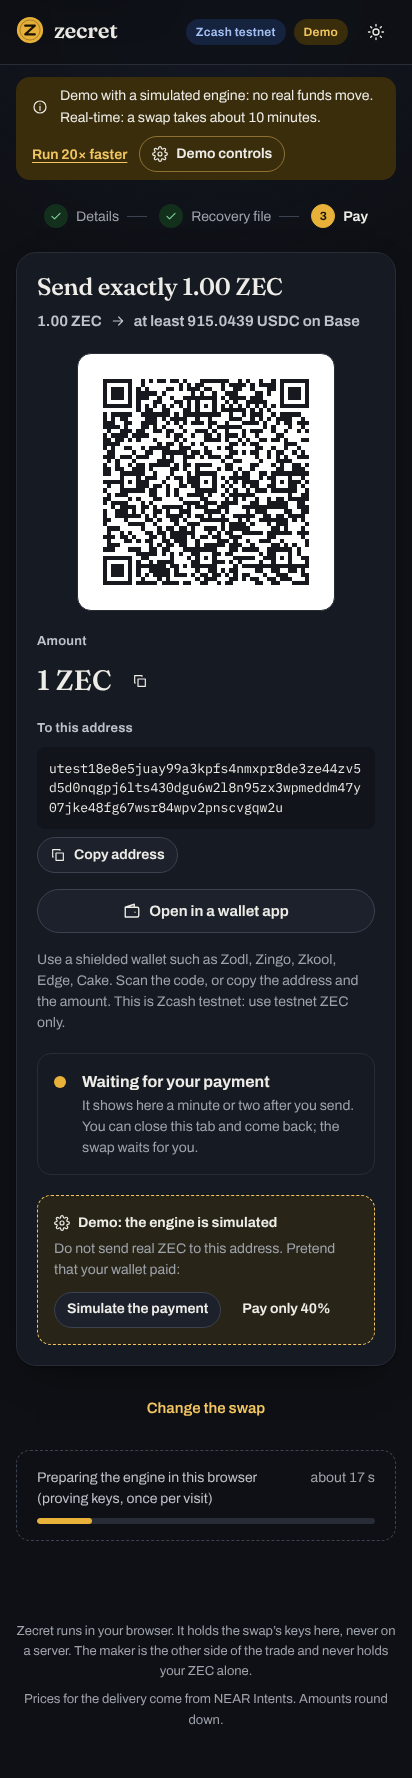 zecret
Zcash testnet
Demo
Demo with a simulated engine: no real funds move.
Real-time: a swap takes about 10 minutes.
Run 20× faster
Demo controls
Details
Recovery file
3 Pay
Send exactly 1.00 ZEC
1.00 ZEC → at least 915.0439 USDC on Base
Amount
1 ZEC
To this address
utest18e8e5juay99a3kpfs4nmxpr8de3ze44zv5
d5d0nqgpj6lts430dgu6w2l8n95zx3wpmeddm47y
07jke48fg67wsr84wpv2pnscvgqw2u
Copy address
Open in a wallet app
Use a shielded wallet such as Zodl, Zingo, Zkool,
Edge, Cake. Scan the code, or copy the address and
the amount. This is Zcash testnet: use testnet ZEC
only.
Waiting for your payment
It shows here a minute or two after you send.
You can close this tab and come back; the
swap waits for you.
Demo: the engine is simulated
Do not send real ZEC to this address. Pretend
that your wallet paid:
Simulate the payment
Pay only 40%
Change the swap
Preparing the engine in this browser
(proving keys, once per visit)
about 17 s
Zecret runs in your browser. It holds the swap's keys here, never on
a server. The maker is the other side of the trade and never holds
your ZEC alone.
Prices for the delivery come from NEAR Intents. Amounts round
down.